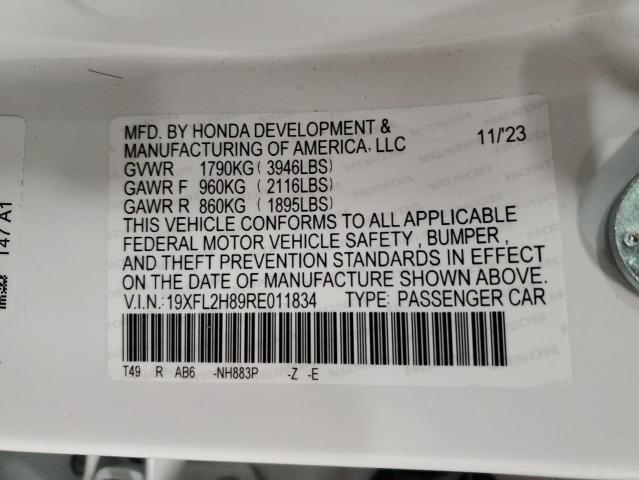 MFD. BY HONDA DEVELOPMENT &
MANUFACTURING OF AMERICA, LLC 11/'23
GVWR 1790KG(3946LBS)
GAWR F 960KG (2116LBS)
GAWR R 860KG (1895LBS)
THIS VEHICLE CONFORMS TO ALL APPLICABLE
FEDERAL MOTOR VEHICLE SAFETY , BUMPER ,
AND THEFT PREVENTION STANDARDS IN EFFECT
ON THE DATE OF MANUFACTURE SHOWN ABOVE.
V.I.N.:19XFL2H89RE011834 TYPE: PASSENGER CAR
T49 R AB6 -NH883P -Z -E
T47 A1